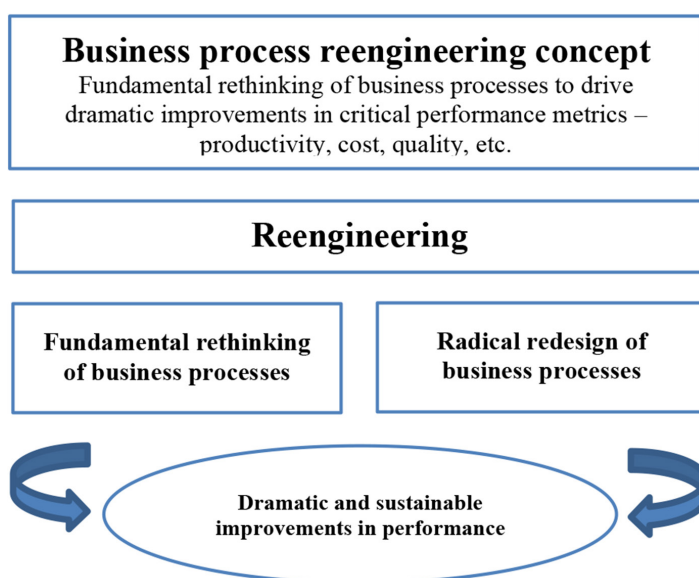 Business process reengineering concept
Fundamental rethinking of business processes to drive
dramatic improvements in critical performance metrics –
productivity, cost, quality, etc.
Reengineering
Fundamental rethinking
of business processes
Radical redesign of
business processes
Dramatic and sustainable
improvements in performance